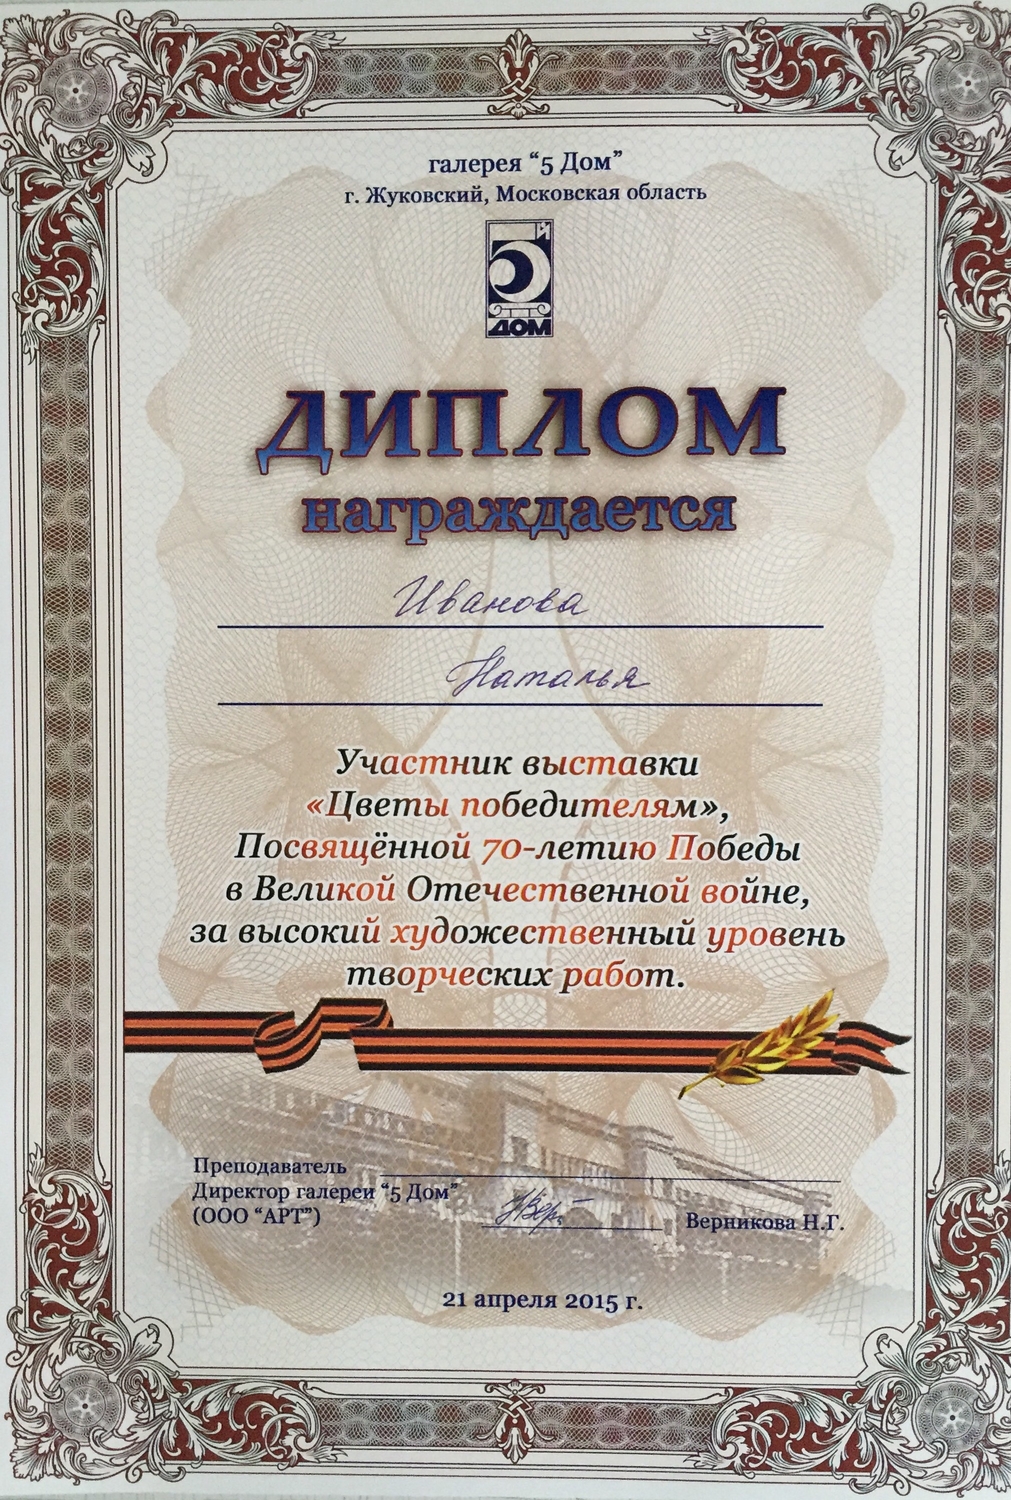 галерея “5 Дом”
г. Жуковский, Московская область
5й
ДОМ
ДИПЛОМ
награждается
Иванова
Наталья
Участник выставки
«Цветы победителям»,
Посвящённой 70-летию Победы
в Великой Отечественной войне,
за высокий художественный уровень
творческих работ.
Преподаватель
Директор галереи “5 Дом”
(ООО “АРТ”)
Верникова Н.Г.
21 апреля 2015 г.